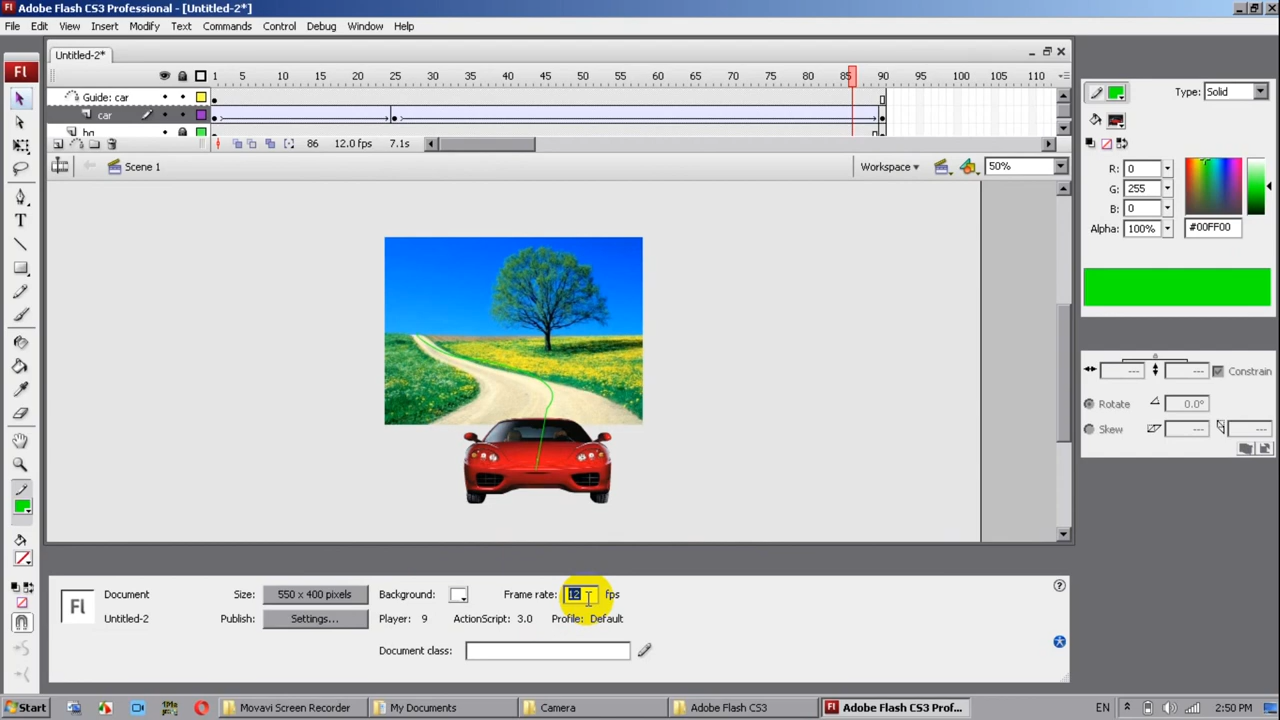 Adobe Flash CS3 Professional - [Untitled-2*]
File Edit View Insert Modify Text Commands Control Debug Window Help
Untitled-2*
Fl
1 5 10 15 20 25 30 35 40 45 50 55 60 65 70 75 80 85 90 95 100 105 110
Guide: car
car
bg
86 12.0 fps 7.1s
Scene 1
Workspace
50%
Type: Solid
R: 0
G: 255
B: 0
Alpha: 100%
#00FF00
Constrain
Rotate
0.0°
Skew
Fl
Document
Untitled-2
Size: 550 x 400 pixels
Background:
Frame rate: 12 fps
Publish: Settings...
Player: 9
ActionScript: 3.0
Profile: Default
Document class:
Start
Movavi Screen Recorder
My Documents
Camera
Adobe Flash CS3
Adobe Flash CS3 Prof...
EN
2:50 PM